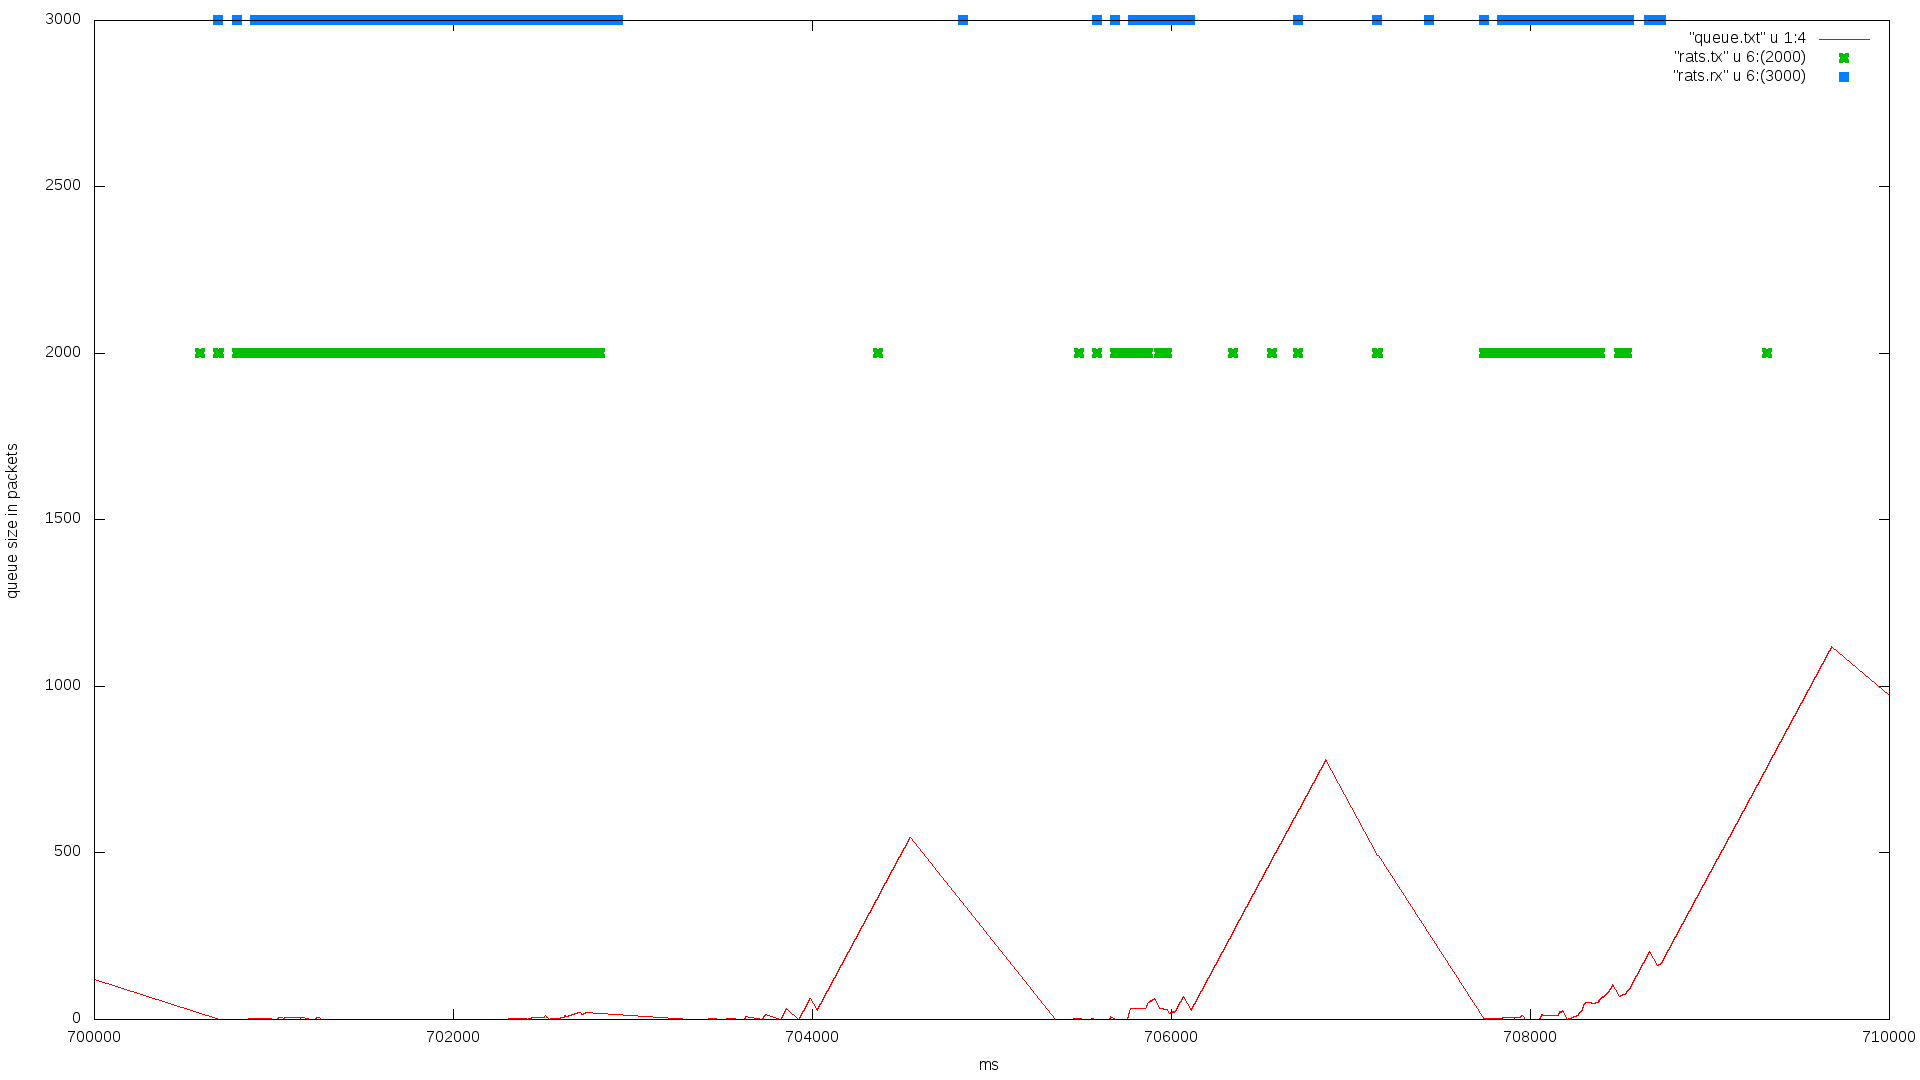 3000
"queue.txt" u 1:4
"rats.tx" u 6:(2000)
"rats.rx" u 6:(3000)
2500
2000
1500
queue size in packets
1000
500
0
700000 702000 704000 706000 708000 710000
ms